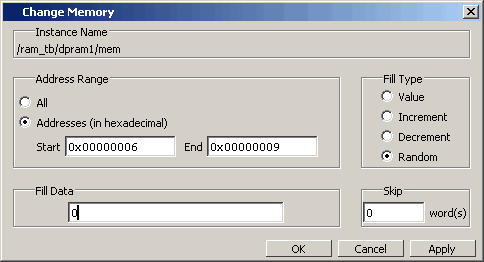 Change Memory
Instance Name
/ram_tb/dpram1/mem
Address Range
All
Addresses (in hexadecimal)
Start 0x00000006 End 0x00000009
Fill Type
Value
Increment
Decrement
Random
Fill Data
0
Skip
0 word(s)
OK Cancel Apply